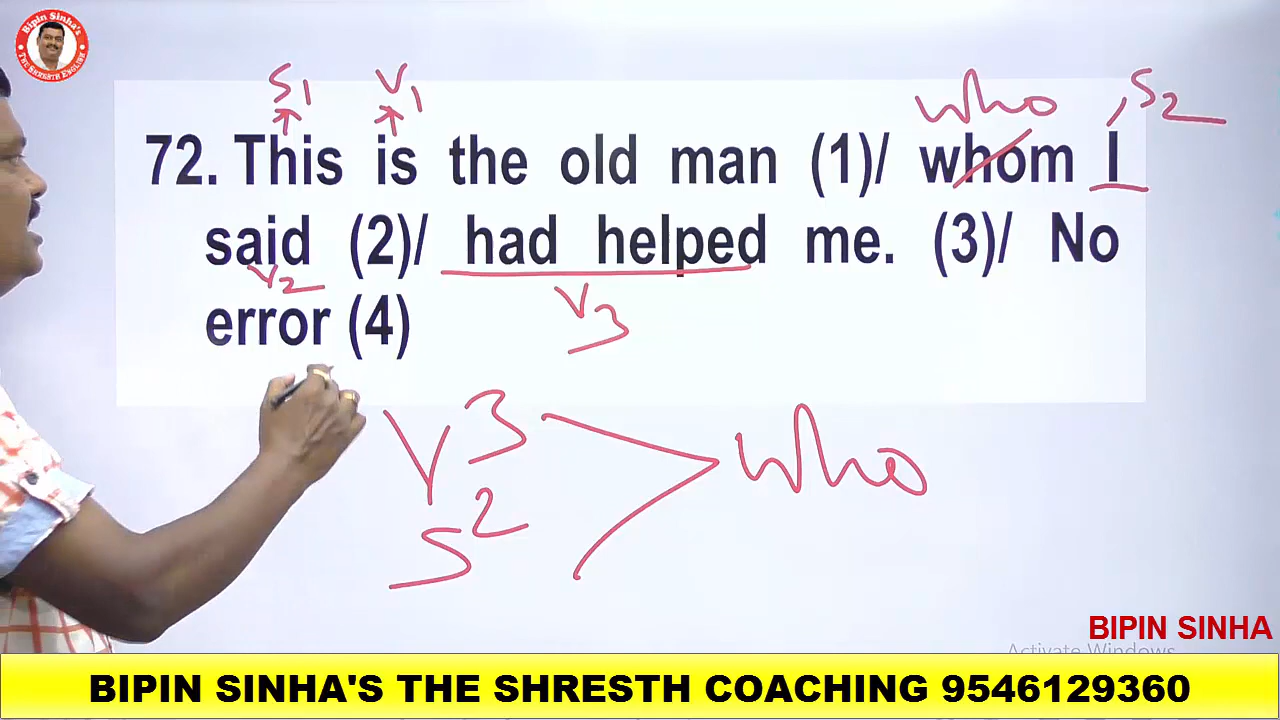 Bipin Sinha's
THE SHRESTH ENGLISH
S1 V1 who , S2
72. This is the old man (1)/ whom I
said (2)/ had helped me. (3)/ No
V2
error (4)
V3
V3
S2
who
BIPIN SINHA
Activate Windows
BIPIN SINHA'S THE SHRESTH COACHING 9546129360